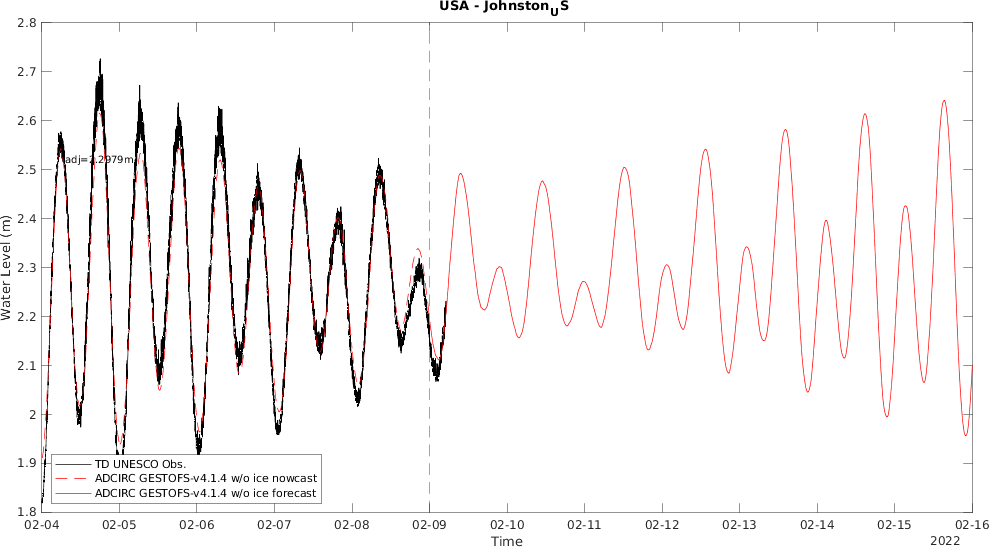 USA - Johnston_US
2.8
2.7
2.6
2.5
2.4
2.3
2.2
2.1
2
1.9
1.8
Water Level (m)
TD UNESCO Obs.
ADCIRC GESTOFS-v4.1.4 w/o ice nowcast
ADCIRC GESTOFS-v4.1.4 w/o ice forecast
02-04 02-05 02-06 02-07 02-08 02-09 02-10 02-11 02-12 02-13 02-14 02-15 02-16
Time
2022